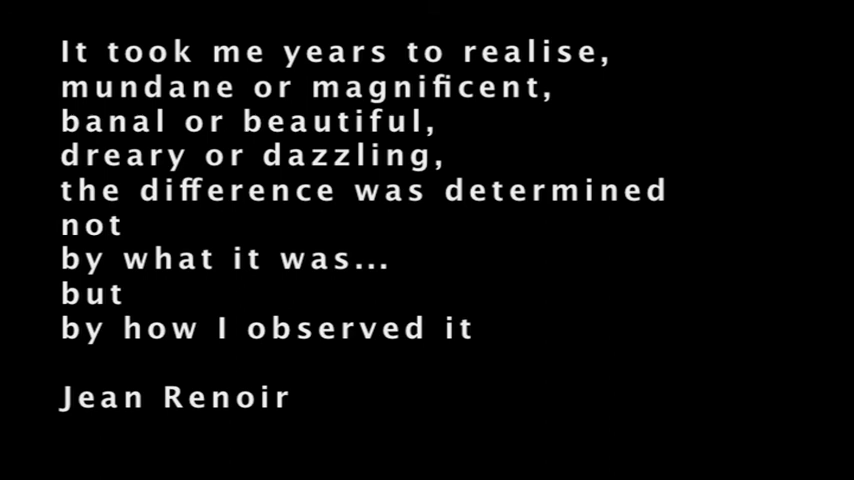 It took me years to realise,
mundane or magnificent,
banal or beautiful,
dreary or dazzling,
the difference was determined
not
by what it was...
but
by how I observed it
Jean Renoir